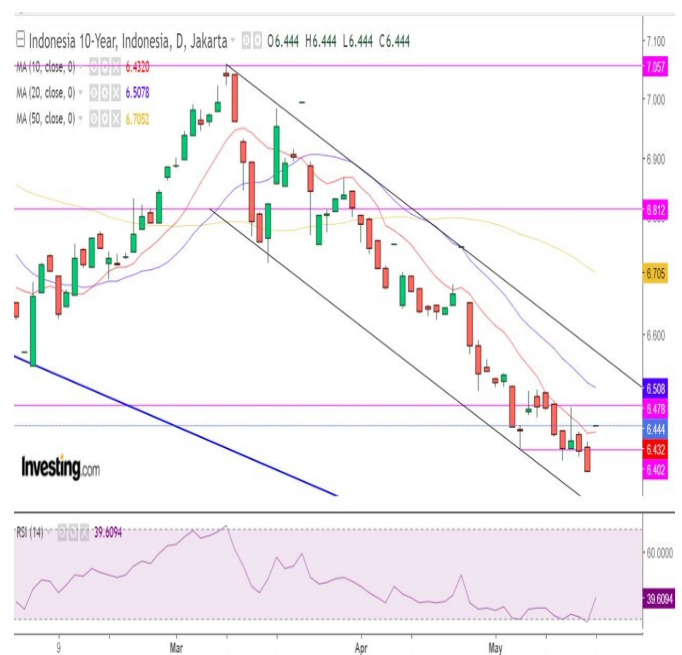 Indonesia 10-Year, Indonesia, D, Jakarta O6.444 H6.444 L6.444 C6.444
MA (10, close, 0) 6.4320
MA (20, close, 0) 6.5078
MA (50, close, 0) 6.7052
7.100
7.057
7.000
6.900
6.812
6.705
6.600
6.508
6.478
6.444
6.432
6.402
Investing.com
RSI (14) 39.6094
60.0000
39.6094
9 Mar Apr May